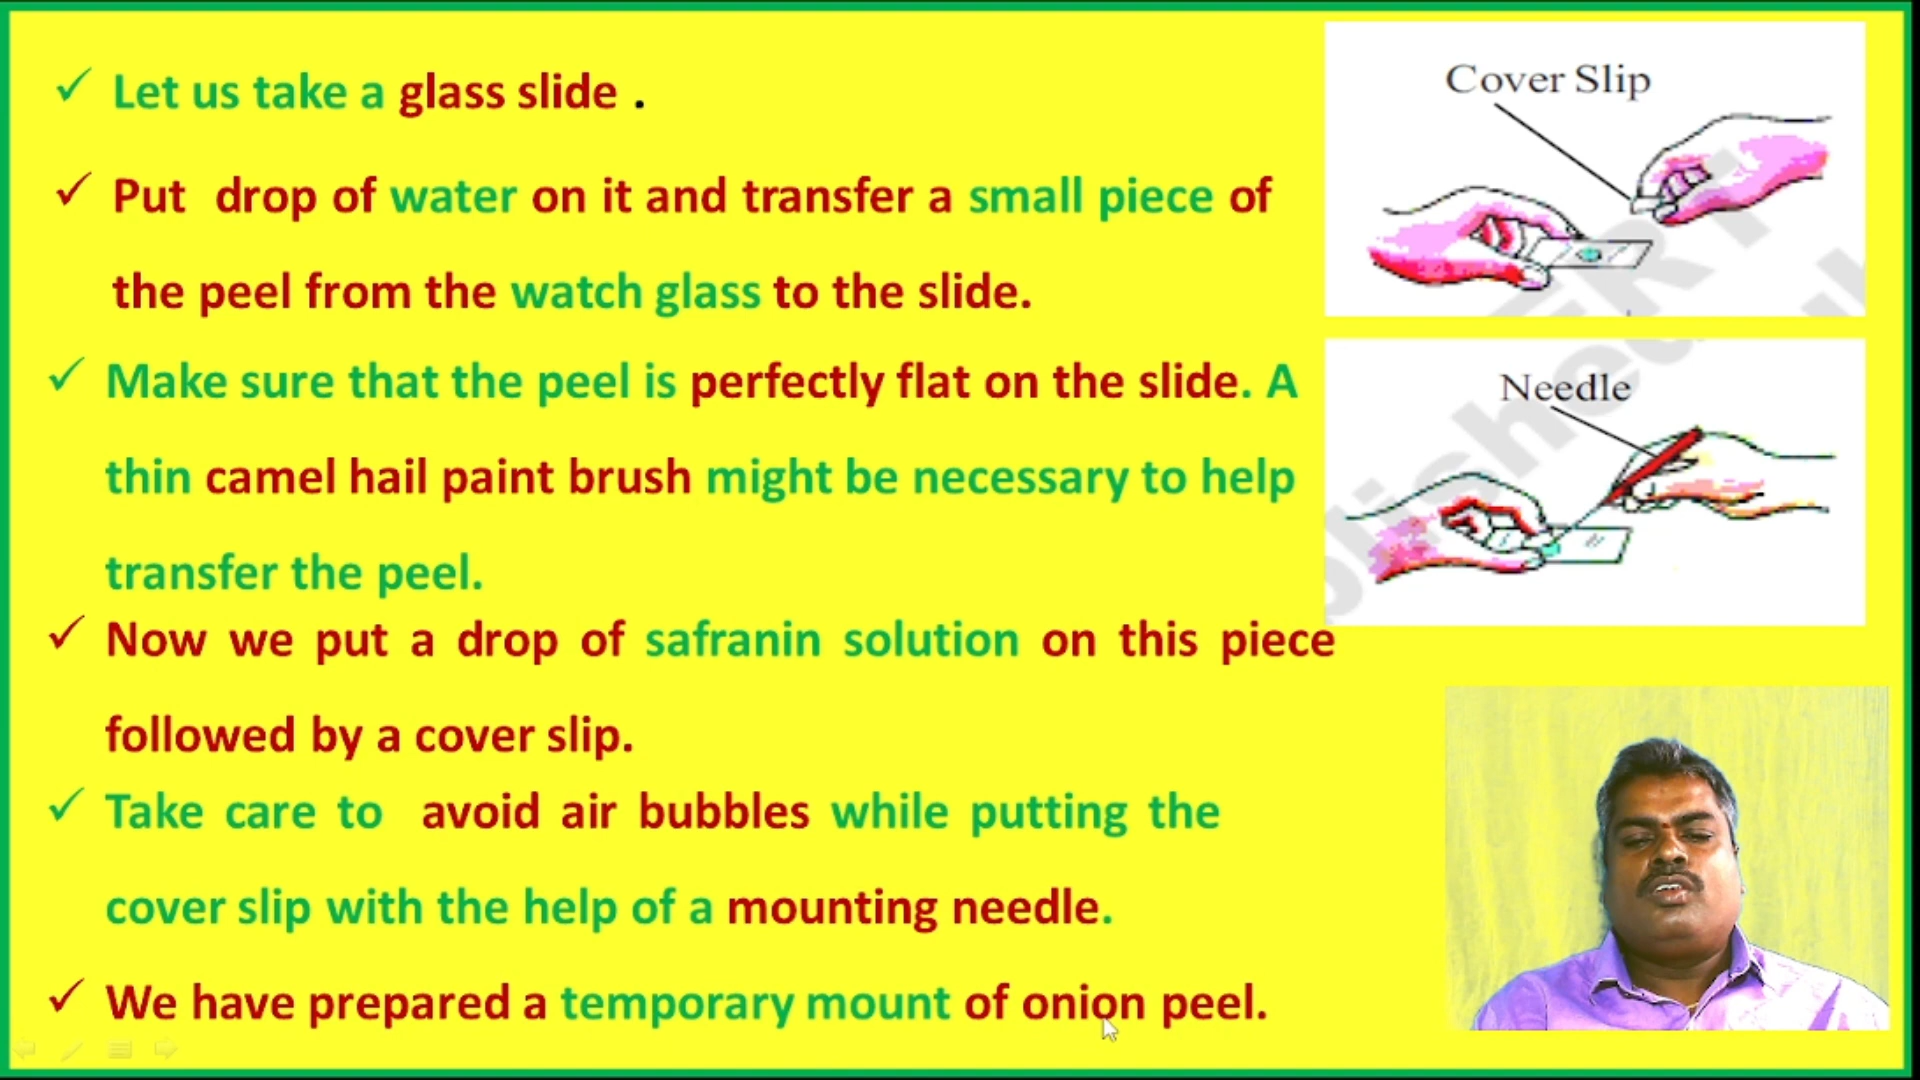 Let us take a glass slide .
Put drop of water on it and transfer a small piece of
the peel from the watch glass to the slide.
Make sure that the peel is perfectly flat on the slide. A
thin camel hail paint brush might be necessary to help
transfer the peel.
Now we put a drop of safranin solution on this piece
followed by a cover slip.
Take care to avoid air bubbles while putting the
cover slip with the help of a mounting needle.
We have prepared a temporary mount of onion peel.
Cover Slip
Needle